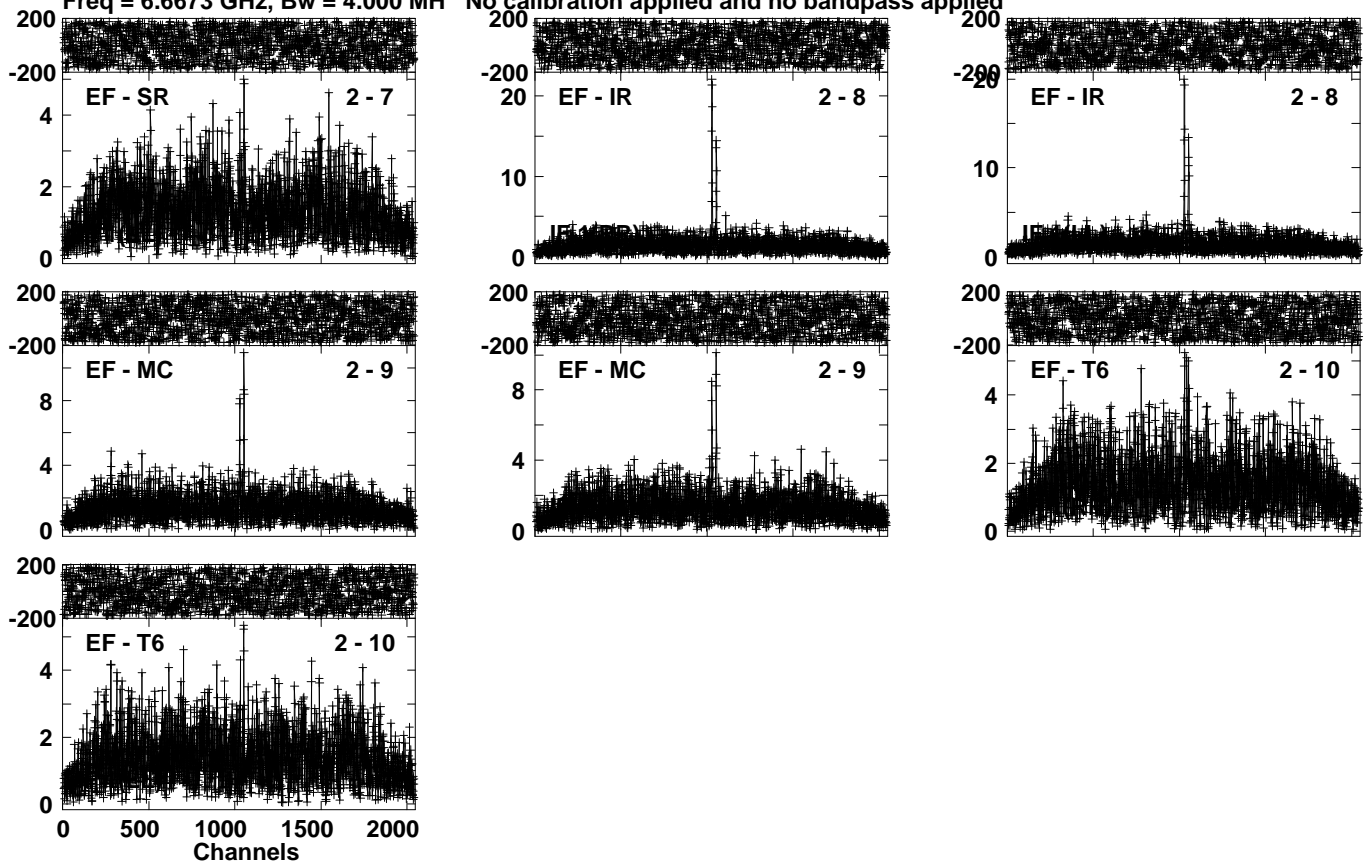 Freq = 6.6673 GHz, Bw = 4.000 MH No calibration applied and no bandpass applied
200 200 200
-200 -200
EF - SR 2 - 7 EF - IR 2 - 8 EF - IR 2 - 8
4 20
2 10 10
0 0 0
200 200 200
-200 -200 -200
EF - MC 2 - 9 EF - MC 2 - 9 EF - T6 2 - 10
8 8 4
4 4 2
0 0 0
200
-200
EF - T6 2 - 10
4
2
0
0 500 1000 1500 2000
Channels